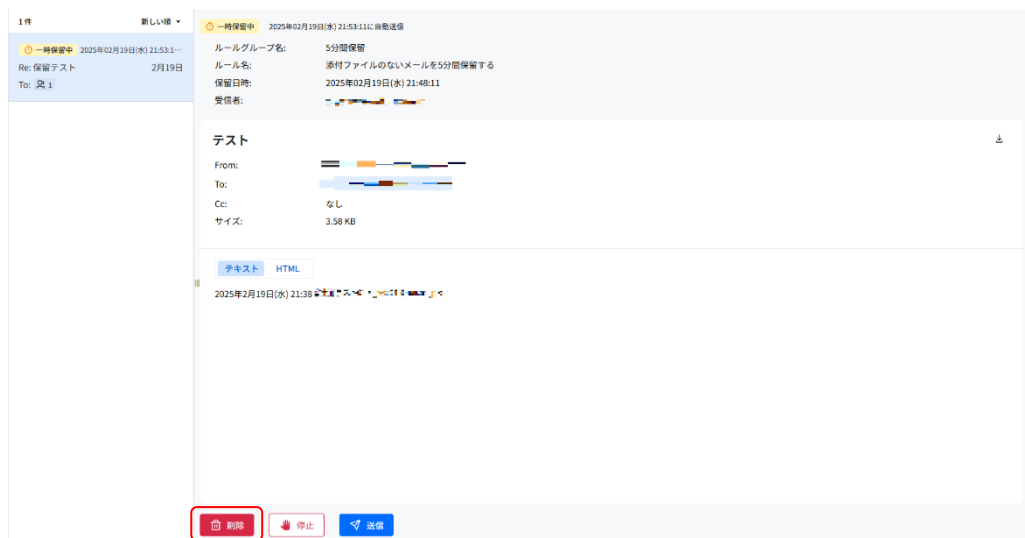 1件 新しい順
一時保留中 2025年02月19日(水) 21:53:1…
Re: 保留テスト 2月19日
To: 1
一時保留中 2025年02月19日(水) 21:53:11に自動送信
ルールグループ名: 5分間保留
ルール名: 添付ファイルのないメールを5分間保留する
保留日時: 2025年02月19日(水) 21:48:11
受信者:
テスト
From:
To:
Cc: なし
サイズ: 3.58 KB
テキスト HTML
2025年2月19日(水) 21:38
削除 停止 送信